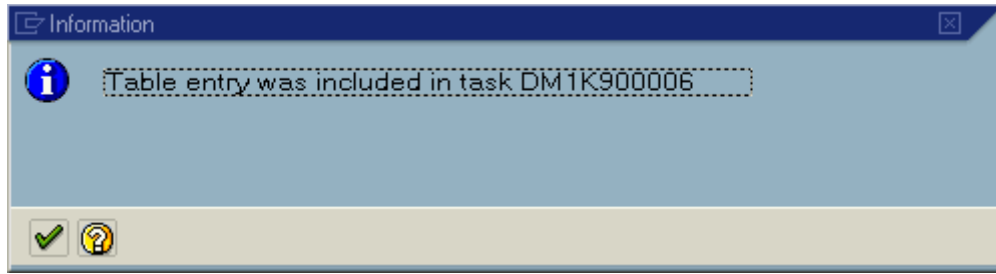 Information
Table entry was included in task DM1K900006